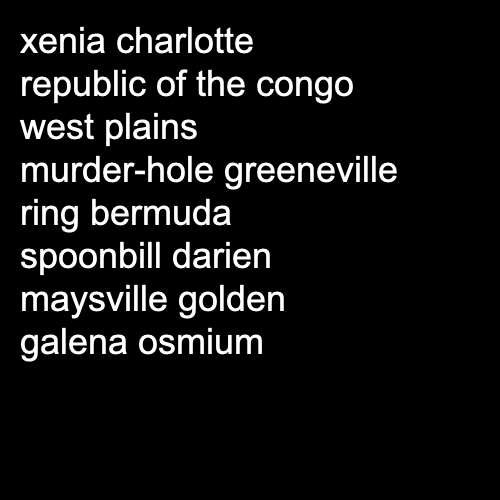 xenia charlotte
republic of the congo
west plains
murder-hole greeneville
ring bermuda
spoonbill darien
maysville golden
galena osmium